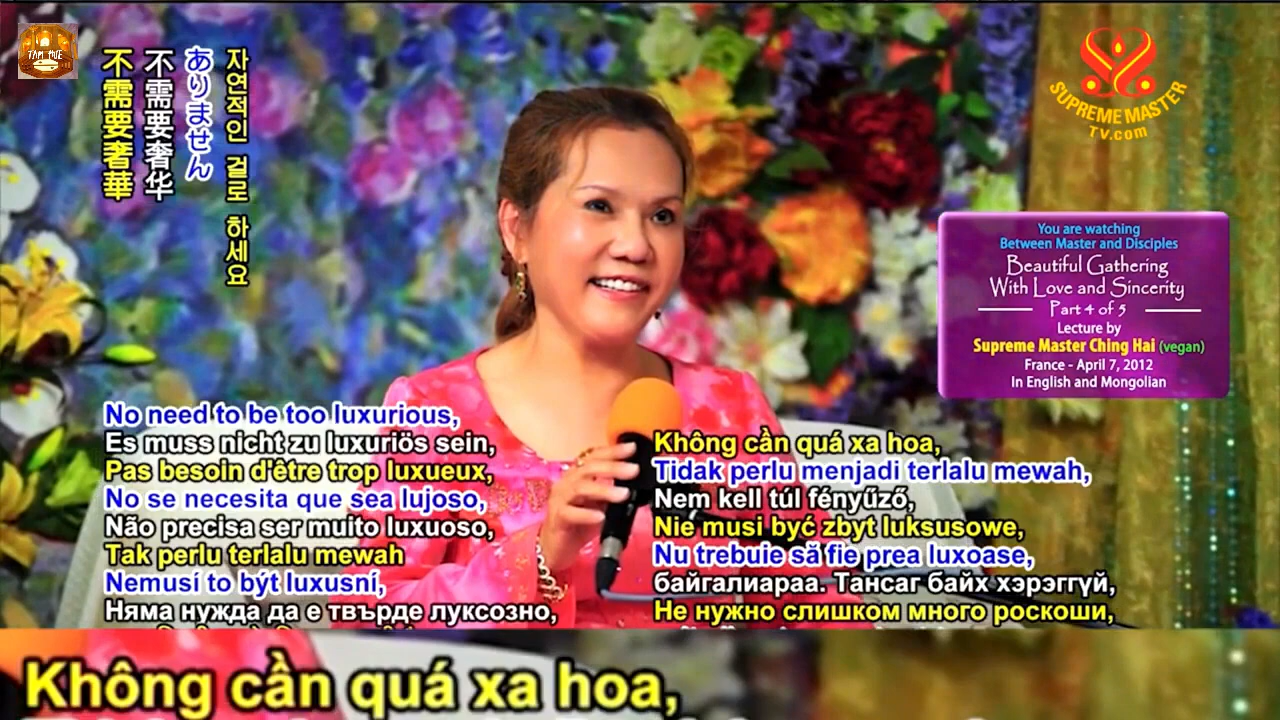 TAM TUE
자연적인 걸로 하세요
ありません
不需要奢华
不需要奢華
SUPREME MASTER
TV.com
You are watching
Between Master and Disciples
Beautiful Gathering
With Love and Sincerity
Part 4 of 5
Lecture by
Supreme Master Ching Hai (vegan)
France - April 7, 2012
In English and Mongolian
No need to be too luxurious,
Es muss nicht zu luxuriös sein,
Pas besoin d'être trop luxueux,
No se necesita que sea lujoso,
Não precisa ser muito luxuoso,
Tak perlu terlalu mewah
Nemusí to být luxusní,
Няма нужда да е твърде луксозно,
Không cần quá xa hoa,
Tidak perlu menjadi terlalu mewah,
Nem kell túl fényűző,
Nie musi być zbyt luksusowe,
Nu trebuie să fie prea luxoase,
байгалиараа. Тансаг байх хэрэггүй,
Не нужно слишком много роскоши,
Không cần quá xa hoa,